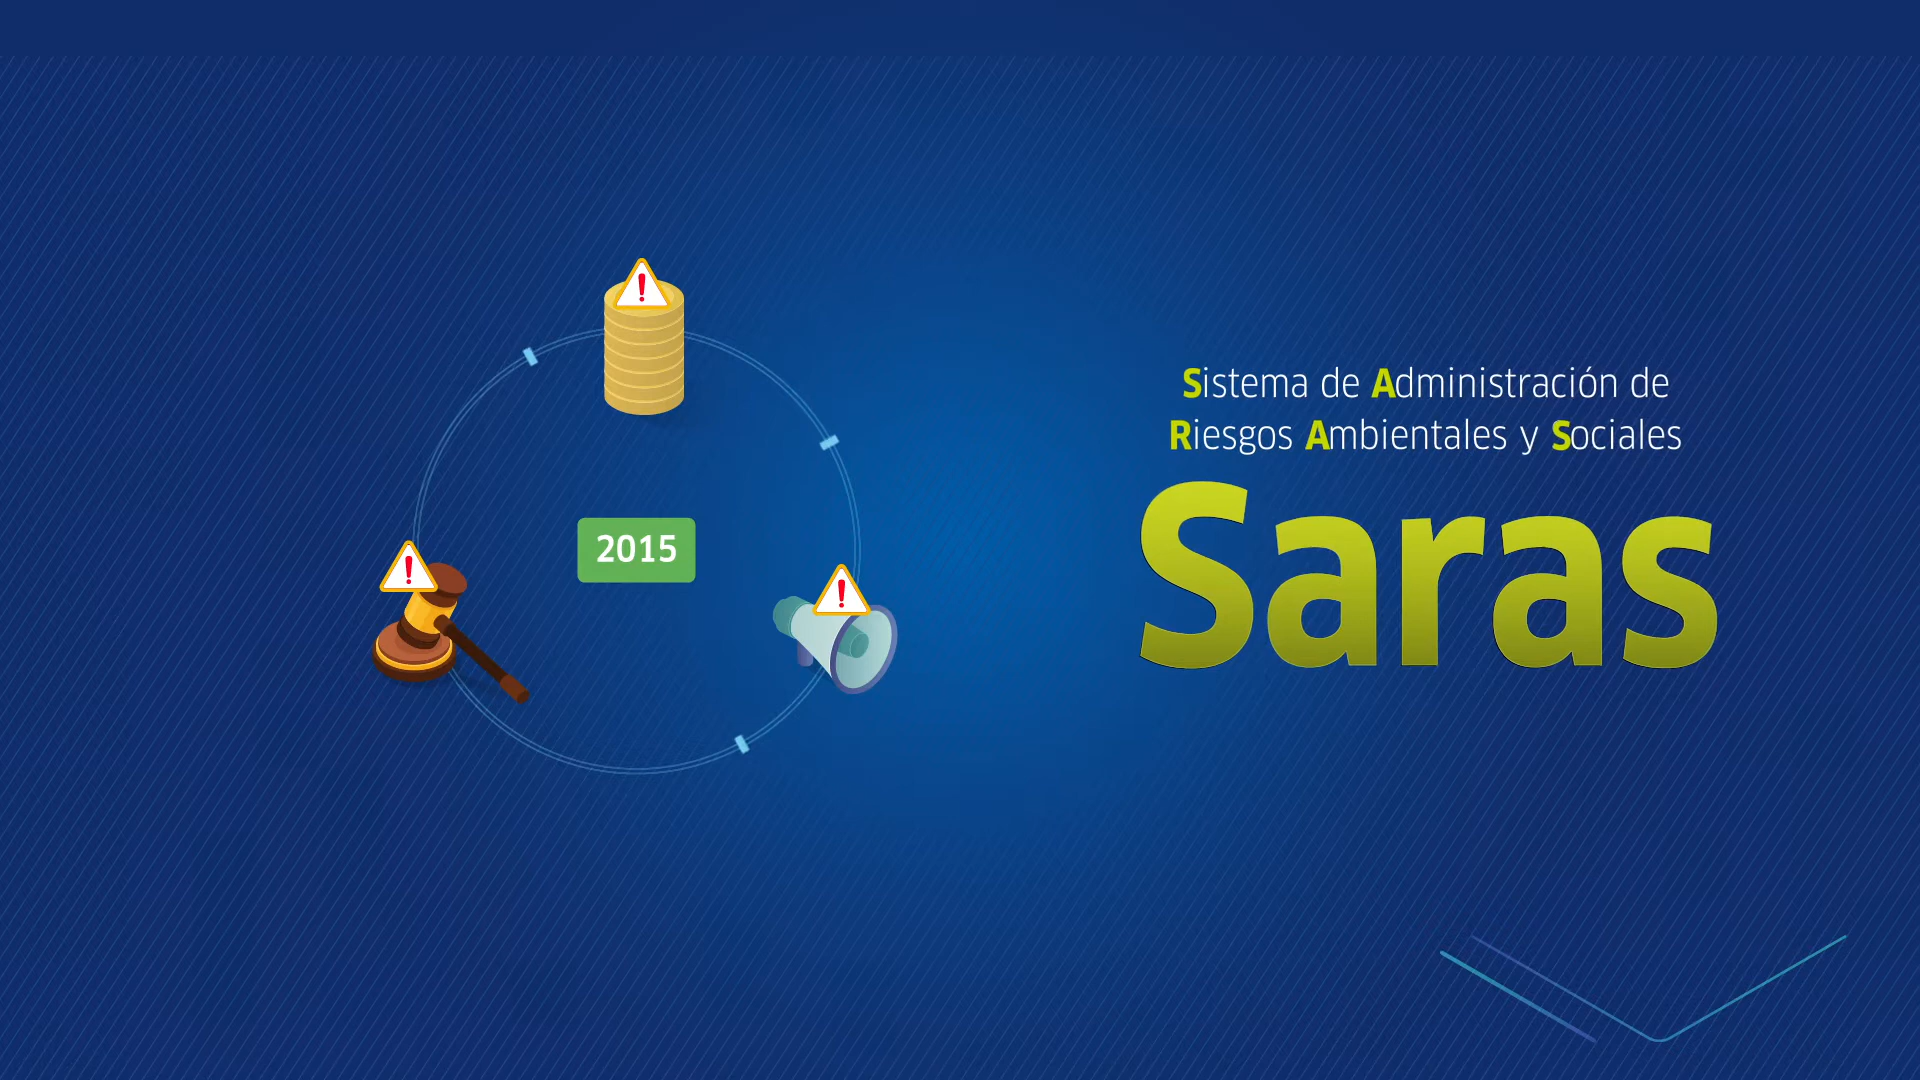 2015
Sistema de Administración de
Riesgos Ambientales y Sociales
Saras